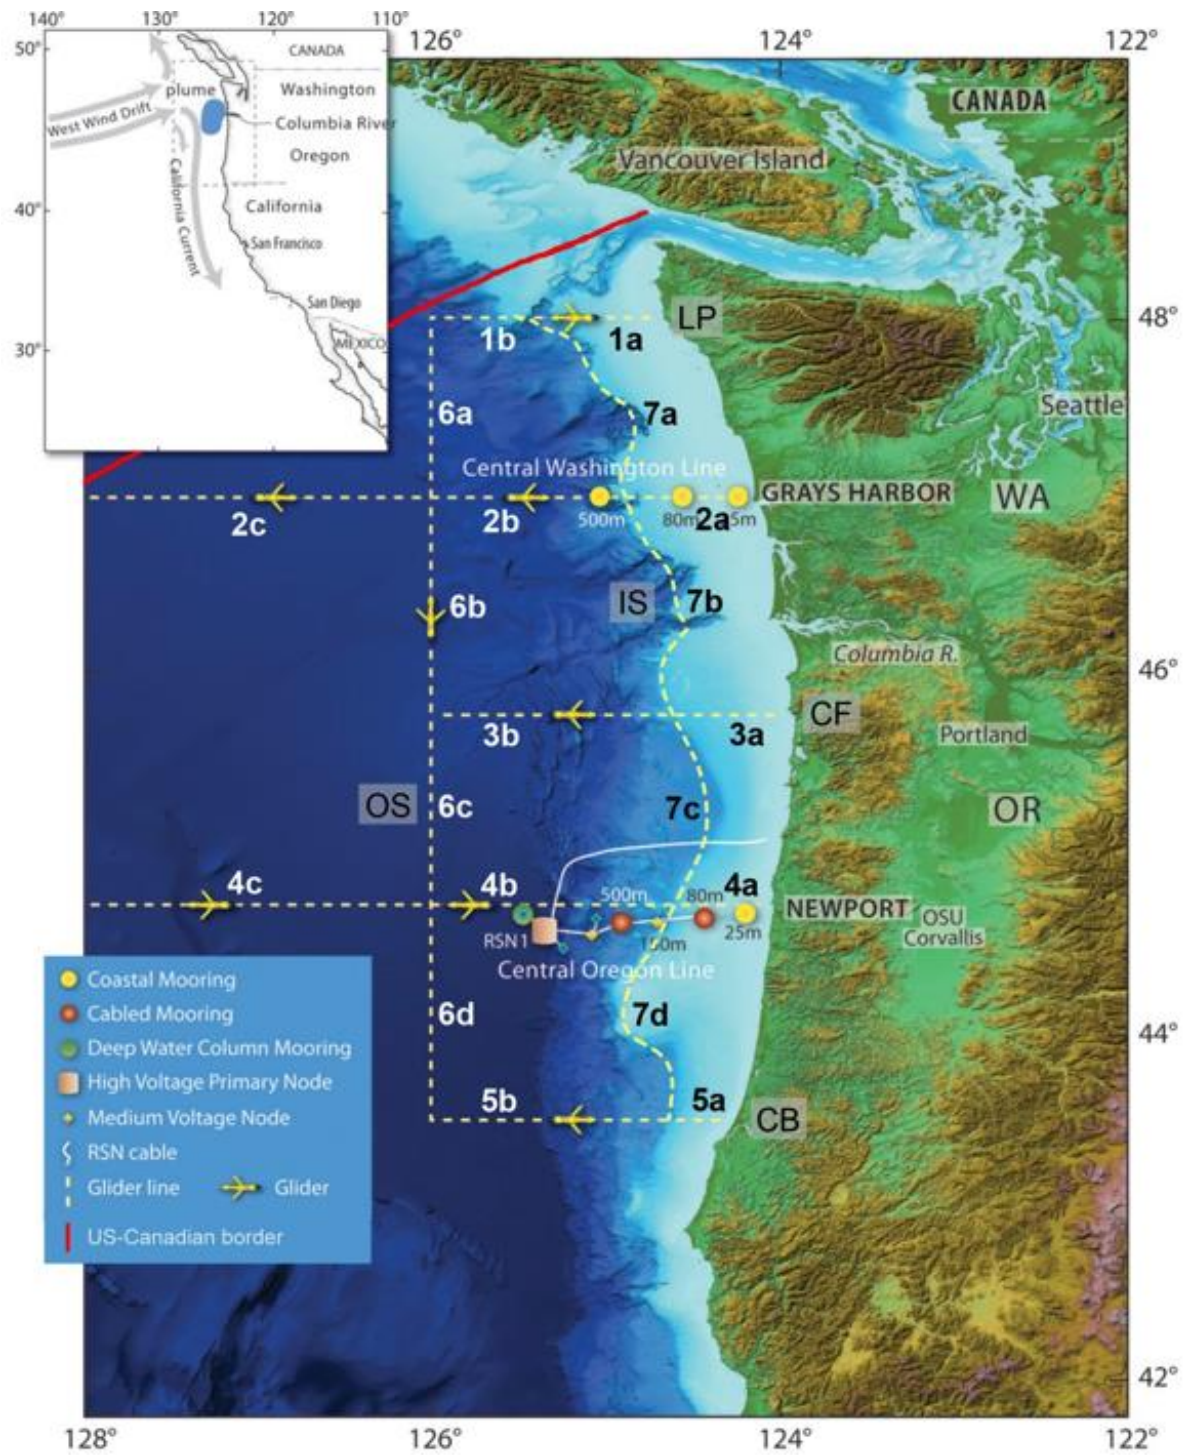 140°
130°
120°
110°
50°
40°
30°
CANADA
Washington
plume
West Wind Drift
Columbia River
Oregon
California Current
California
San Francisco
San Diego
MEXICO
126°
124°
122°
CANADA
Vancouver Island
LP
48°
1b
1a
Seattle
6a
7a
Central Washington Line
GRAYS HARBOR
WA
2c
2b
500m
80m
2a
5m
6b
IS
7b
Columbia R.
46°
CF
3b
3a
Portland
OS
6c
7c
OR
4c
4b
500m
80m
4a
NEWPORT
OSU
Corvallis
RSN1
150m
25m
Central Oregon Line
6d
7d
44°
5b
5a
CB
Coastal Mooring
Cabled Mooring
Deep Water Column Mooring
High Voltage Primary Node
Medium Voltage Node
RSN cable
Glider line
Glider
US-Canadian border
42°
128°
126°
124°
122°